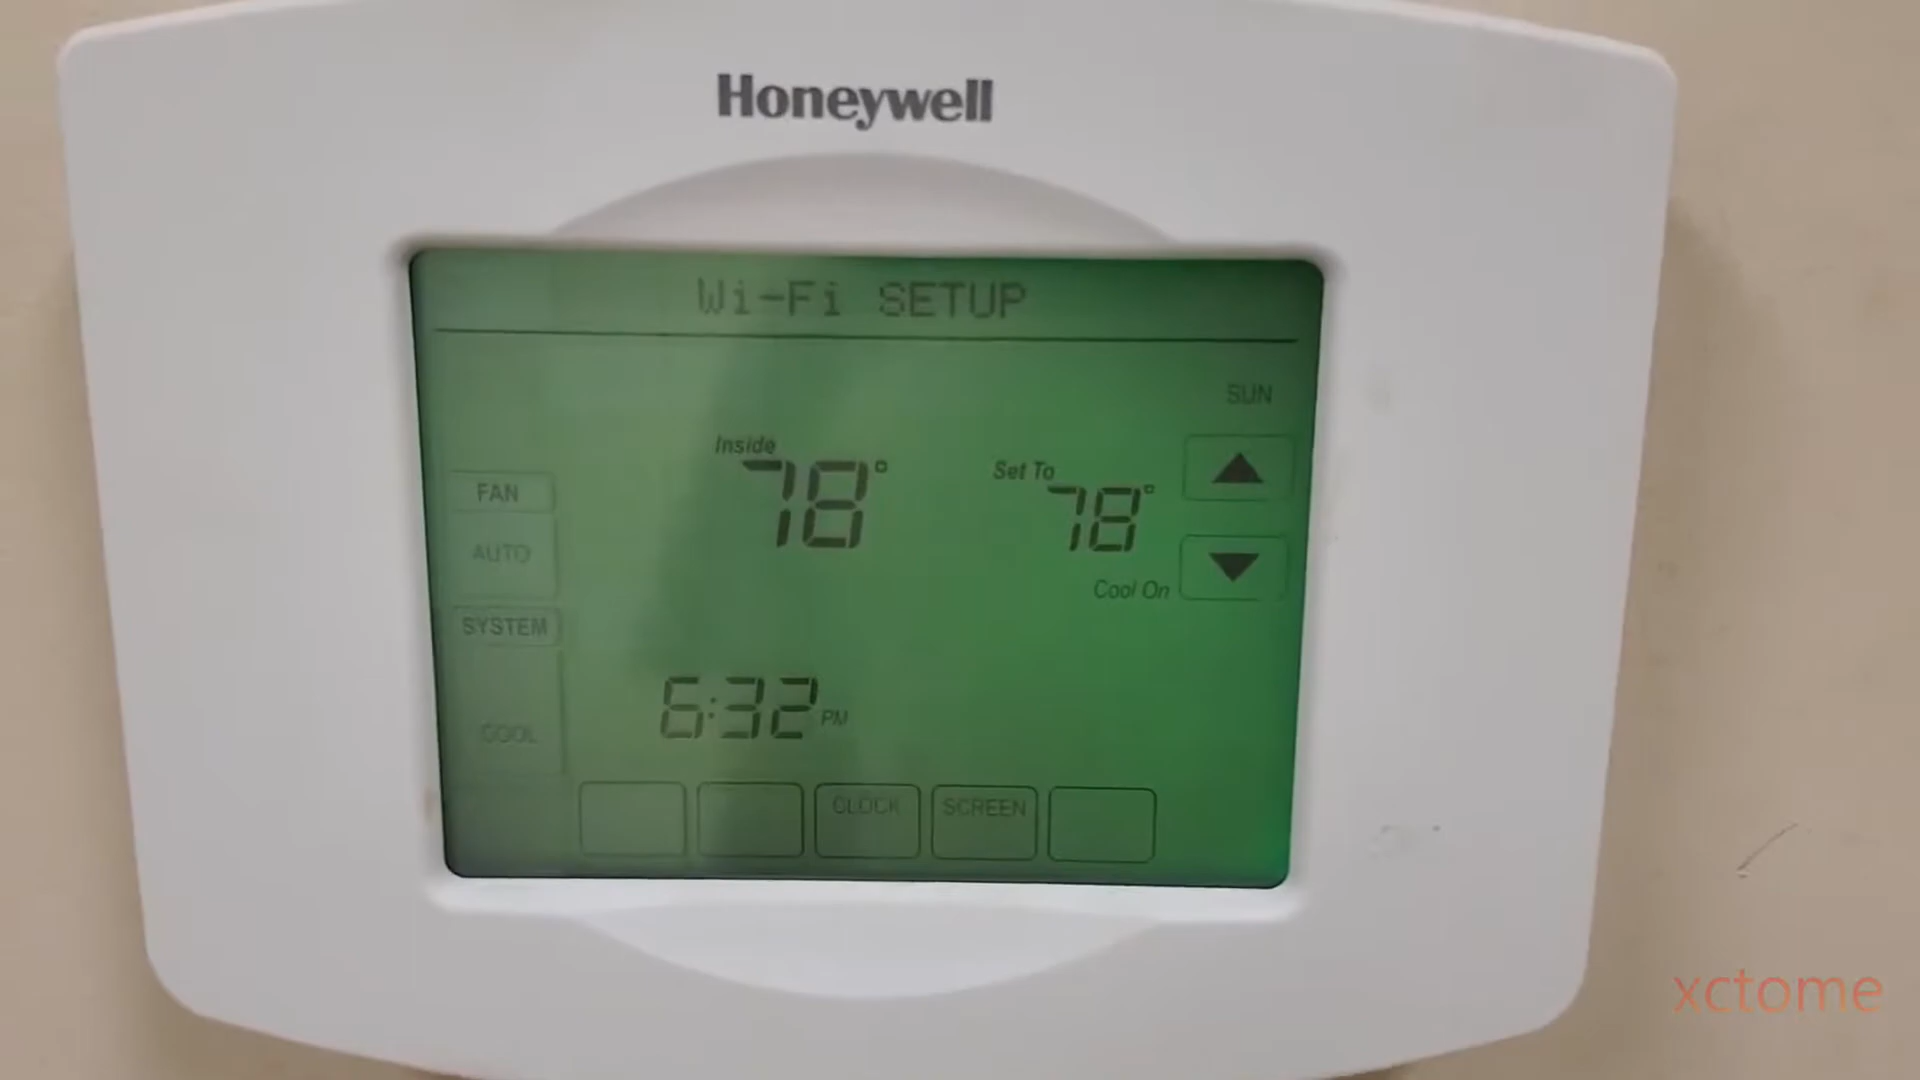 Honeywell
Wi-Fi SETUP
SUN
Inside
78°
Set To
78°
FAN
AUTO
Cool On
SYSTEM
COOL
6:32 PM
CLOCK
SCREEN
xctome